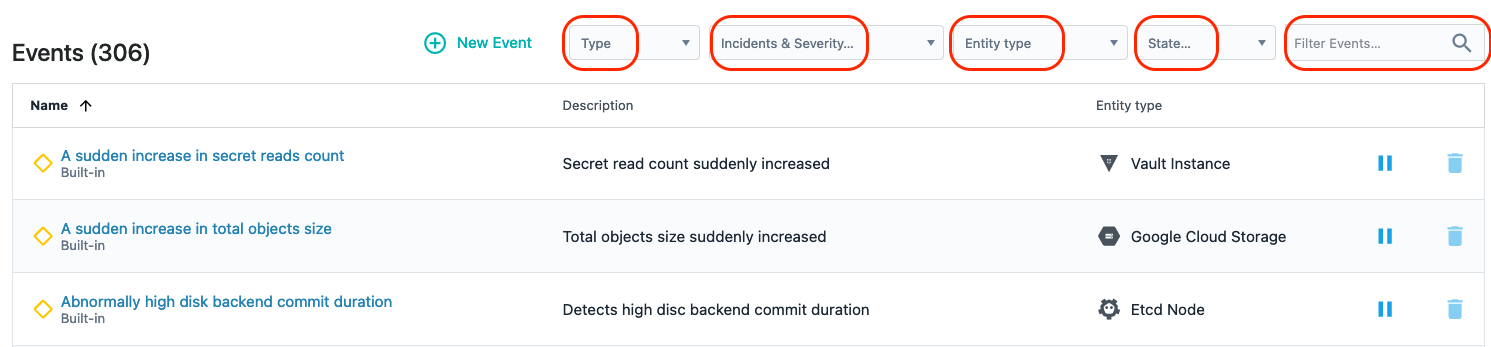 Events (306)
New Event
Type
Incidents & Severity...
Entity type
State...
Filter Events...
Name
Description
Entity type
A sudden increase in secret reads count
Built-in
Secret read count suddenly increased
Vault Instance
A sudden increase in total objects size
Built-in
Total objects size suddenly increased
Google Cloud Storage
Abnormally high disk backend commit duration
Built-in
Detects high disc backend commit duration
Etcd Node